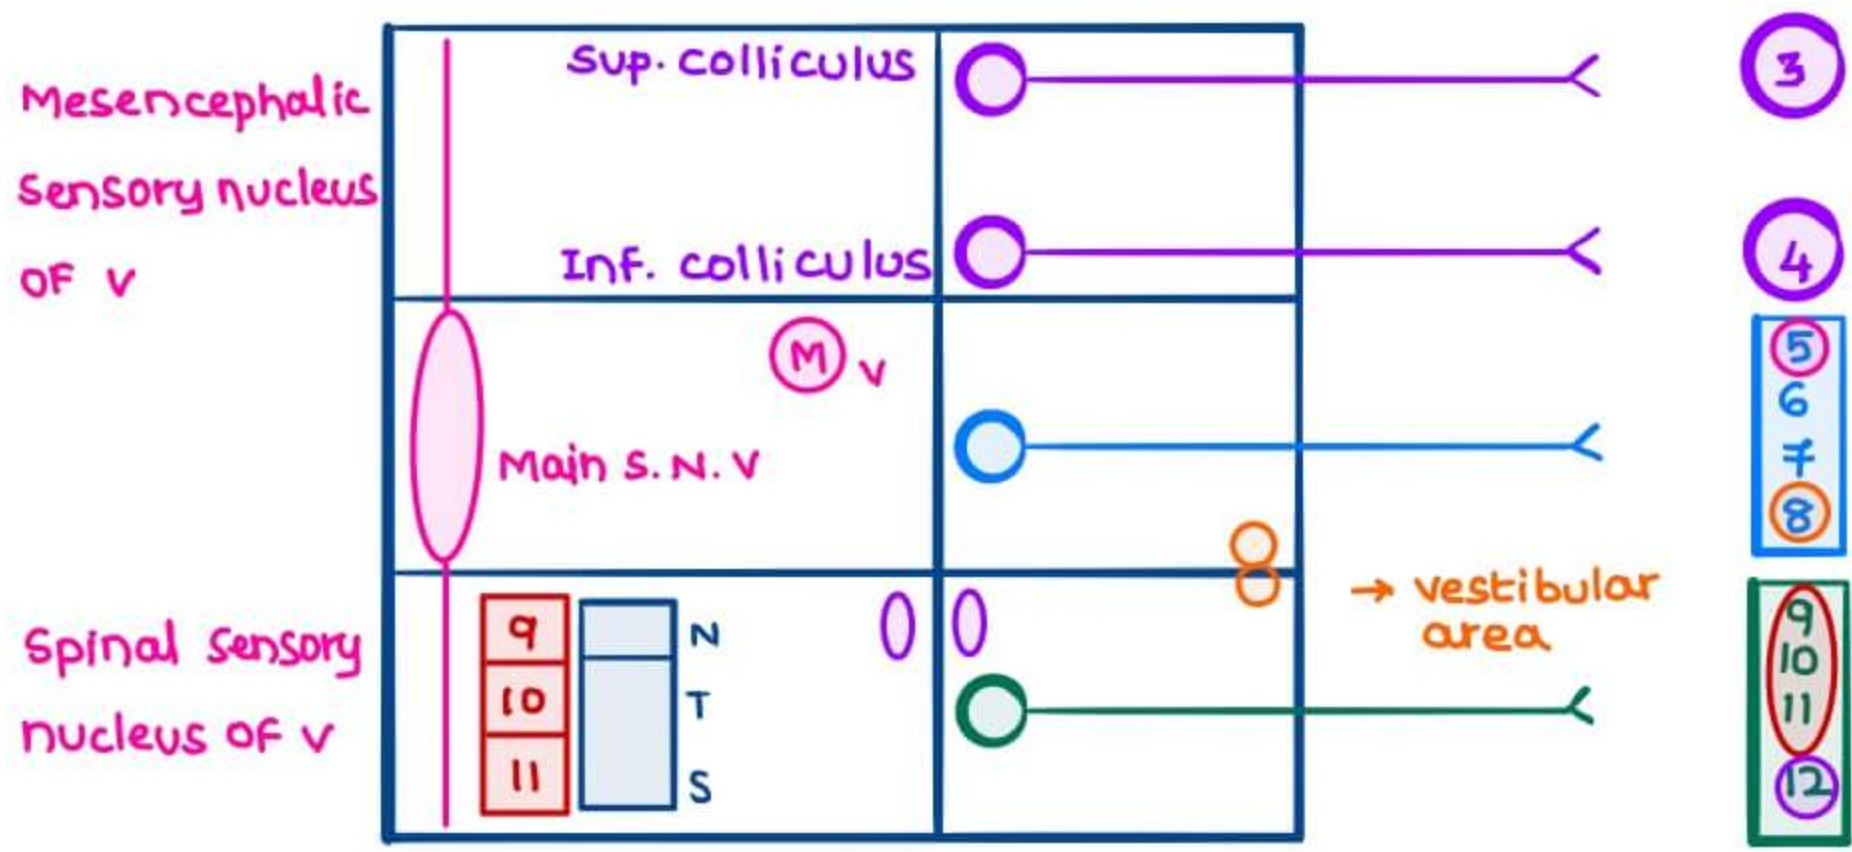 Mesencephalic
sensory nucleus
OF V
Sup. colliculus
Inf. colliculus
M V
Main S.N.V
Spinal sensory
nucleus OF V
9
10
11
N
T
S
→ vestibular
area
3
4
5
6
7
8
9
10
11
12